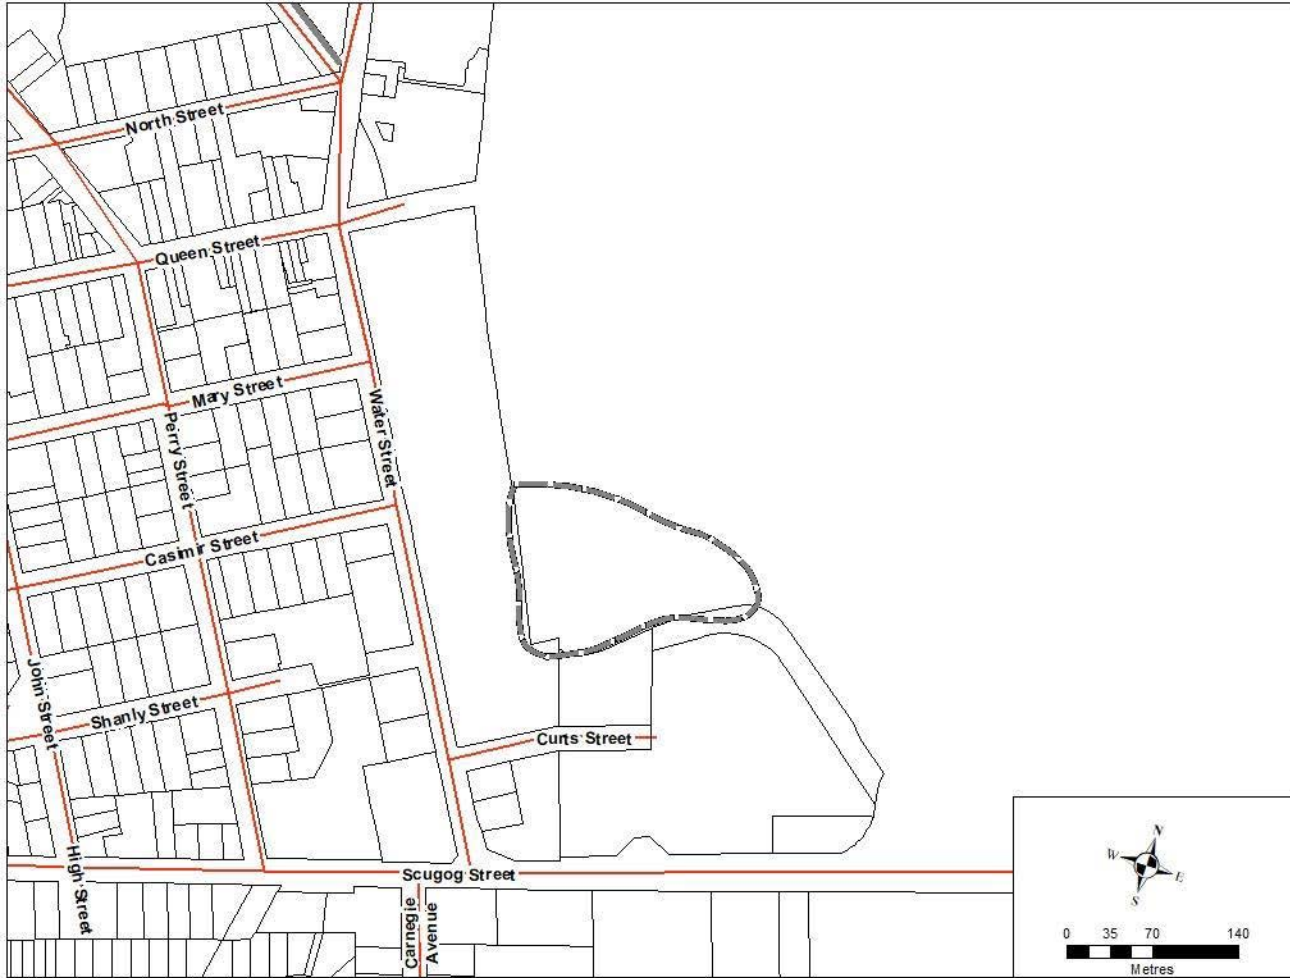 North Street
Queen Street
Mary Street
Water Street
Perry Street
Casimir Street
John Street
Shanly Street
Curts Street
High Street
Scugog Street
Carnegie
Avenue
N
W
E
S
0 35 70 140
Metres